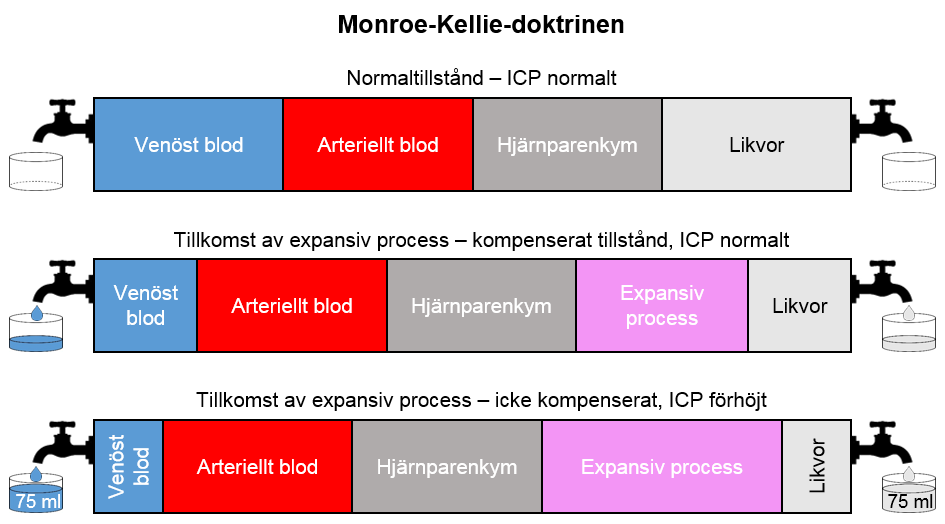 Monroe-Kellie-doktrinen
Normaltillstånd – ICP normalt
Venöst blod
Arteriellt blod
Hjärnparenkym
Likvor
Tillkomst av expansiv process – kompenserat tillstånd, ICP normalt
Venöst
blod
Arteriellt blod
Hjärnparenkym
Expansiv
process
Likvor
Tillkomst av expansiv process – icke kompenserat, ICP förhöjt
75 ml
Venöst
blod
Arteriellt blod
Hjärnparenkym
Expansiv process
Likvor
75 ml